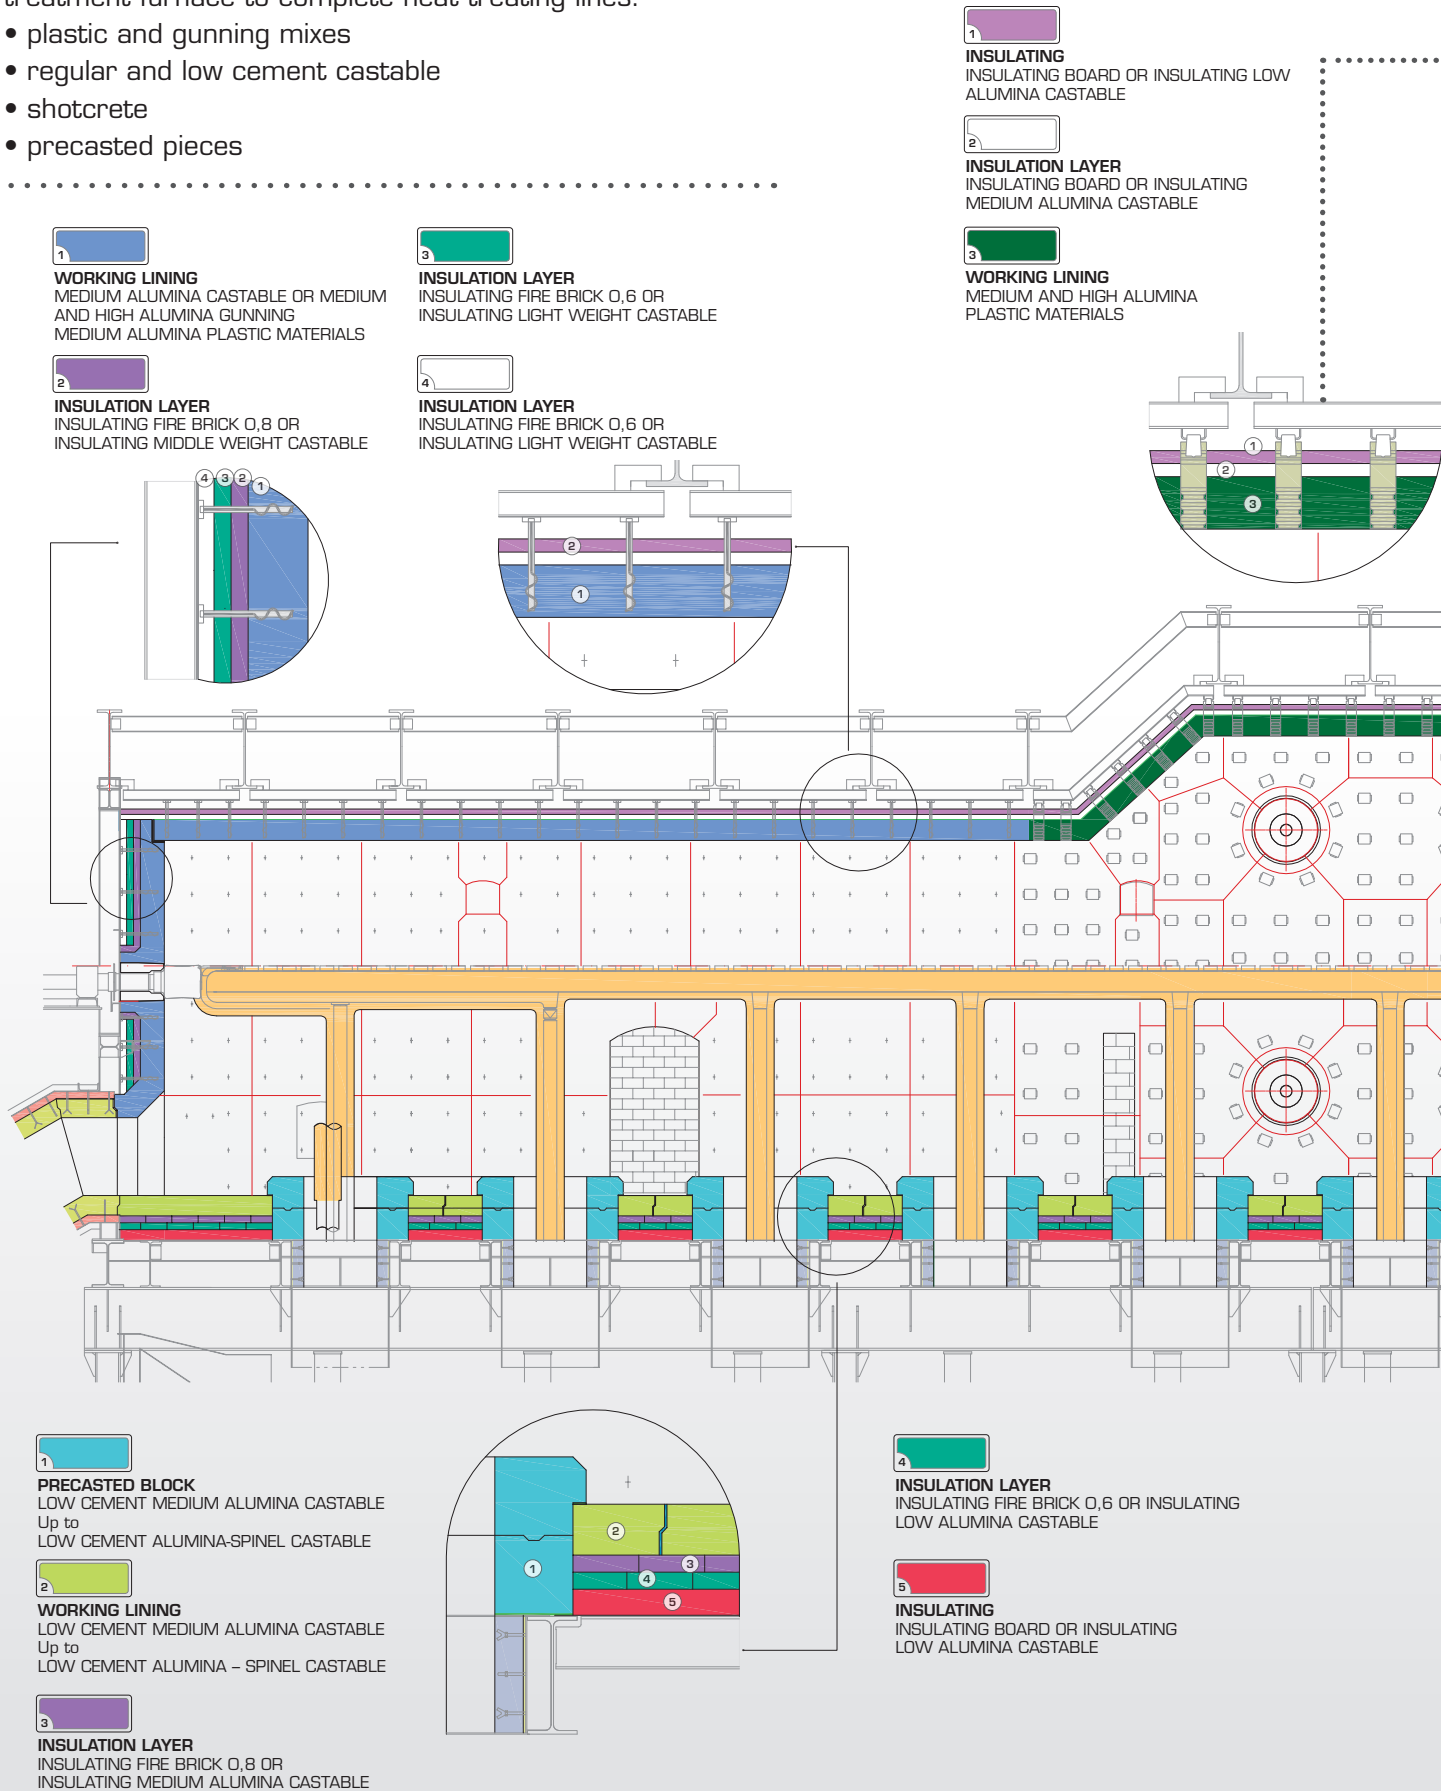 treatment furnace to complete heat treating lines.
• plastic and gunning mixes
• regular and low cement castable
• shotcrete
• precasted pieces
1
INSULATING
INSULATING BOARD OR INSULATING LOW
ALUMINA CASTABLE
2
INSULATION LAYER
INSULATING BOARD OR INSULATING
MEDIUM ALUMINA CASTABLE
3
WORKING LINING
MEDIUM AND HIGH ALUMINA
PLASTIC MATERIALS
1
WORKING LINING
MEDIUM ALUMINA CASTABLE OR MEDIUM
AND HIGH ALUMINA GUNNING
MEDIUM ALUMINA PLASTIC MATERIALS
2
INSULATION LAYER
INSULATING FIRE BRICK 0,8 OR
INSULATING MIDDLE WEIGHT CASTABLE
3
INSULATION LAYER
INSULATING FIRE BRICK 0,6 OR
INSULATING LIGHT WEIGHT CASTABLE
4
INSULATION LAYER
INSULATING FIRE BRICK 0,6 OR
INSULATING LIGHT WEIGHT CASTABLE
4 3 2 1
2
1
1
2
3
1
PRECASTED BLOCK
LOW CEMENT MEDIUM ALUMINA CASTABLE
Up to
LOW CEMENT ALUMINA-SPINEL CASTABLE
2
WORKING LINING
LOW CEMENT MEDIUM ALUMINA CASTABLE
Up to
LOW CEMENT ALUMINA – SPINEL CASTABLE
3
INSULATION LAYER
INSULATING FIRE BRICK 0,8 OR
INSULATING MEDIUM ALUMINA CASTABLE
2
3
1
4
5
4
INSULATION LAYER
INSULATING FIRE BRICK 0,6 OR INSULATING
LOW ALUMINA CASTABLE
5
INSULATING
INSULATING BOARD OR INSULATING
LOW ALUMINA CASTABLE